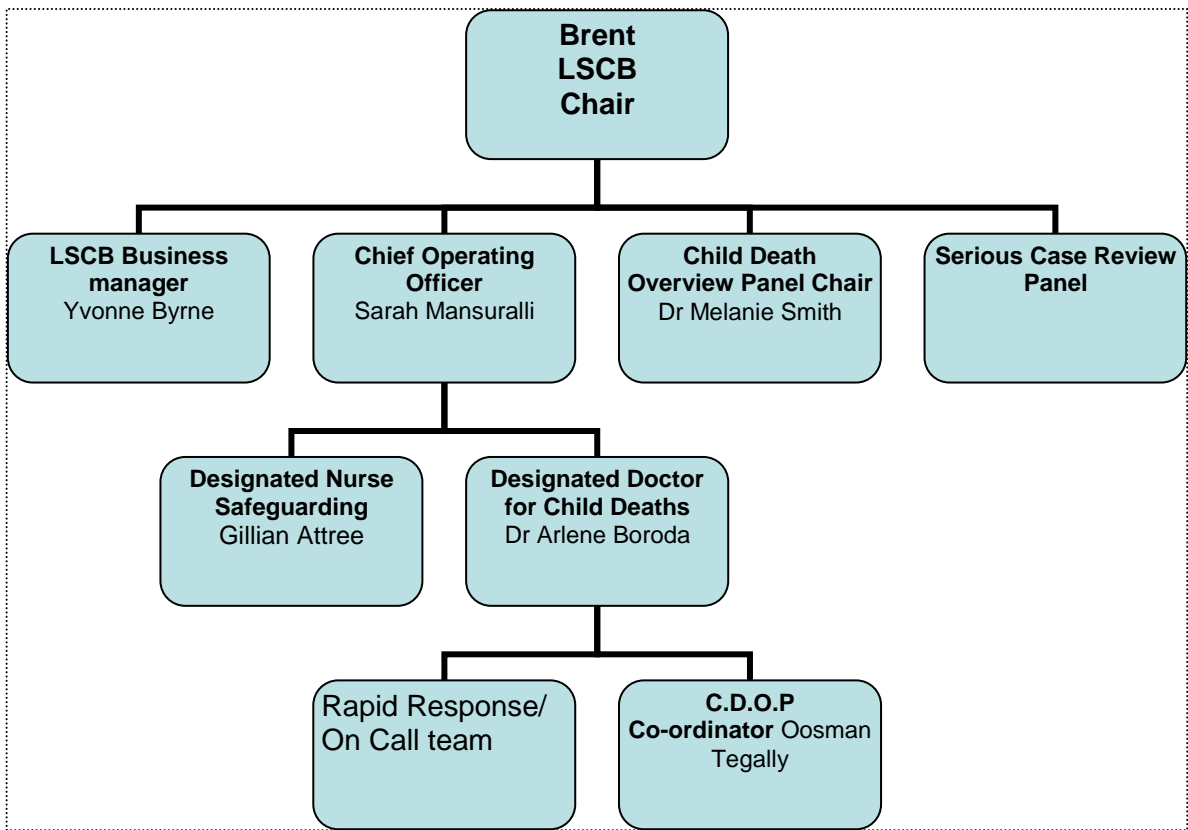 Brent
LSCB
Chair
LSCB Business
manager
Yvonne Byrne
Chief Operating
Officer
Sarah Mansuralli
Child Death
Overview Panel Chair
Dr Melanie Smith
Serious Case Review
Panel
Designated Nurse
Safeguarding
Gillian Attree
Designated Doctor
for Child Deaths
Dr Arlene Boroda
Rapid Response/
On Call team
C.D.O.P
Co-ordinator Oosman
Tegally